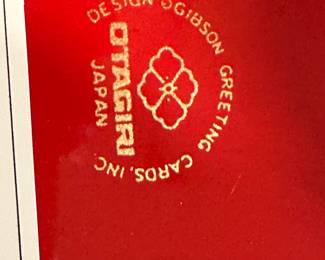 DESIGN © GIBSON GREETING CARDS, INC.
OTAGIRI
JAPAN